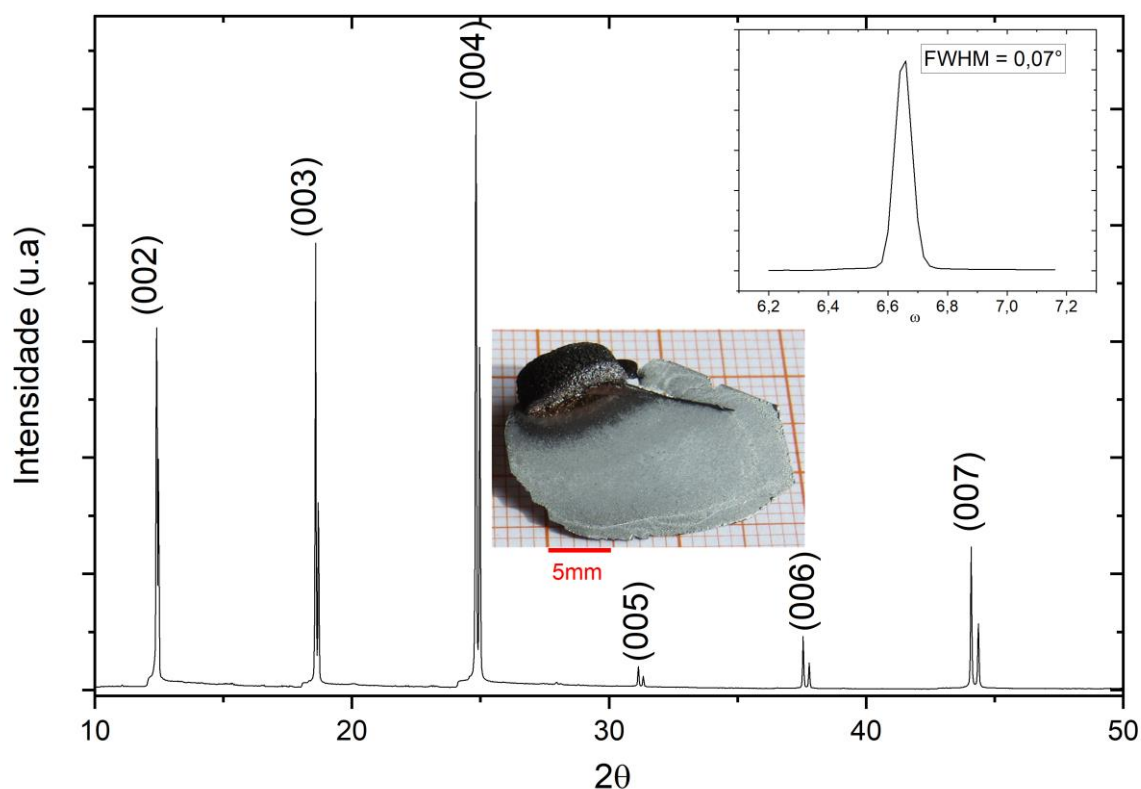 (004)
FWHM = 0,07°
(003)
(002)
6,2 6,4 6,6 6,8 7,0 7,2
ω
Intensidade (u.a)
(007)
5mm
(005)
(006)
10 20 30 40 50
2θ